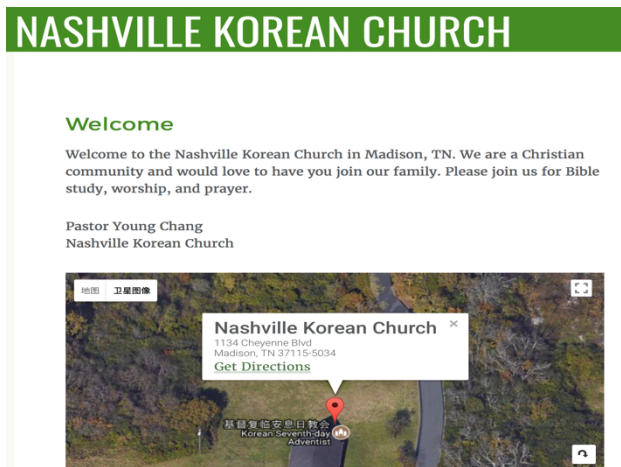 NASHVILLE KOREAN CHURCH
Welcome
Welcome to the Nashville Korean Church in Madison, TN. We are a Christian
community and would love to have you join our family. Please join us for Bible
study, worship, and prayer.
Pastor Young Chang
Nashville Korean Church
地图 卫星图像
Nashville Korean Church ×
1134 Cheyenne Blvd
Madison, TN 37115-5034
Get Directions
基督复临安息日教会
Korean Seventh-day
Adventist